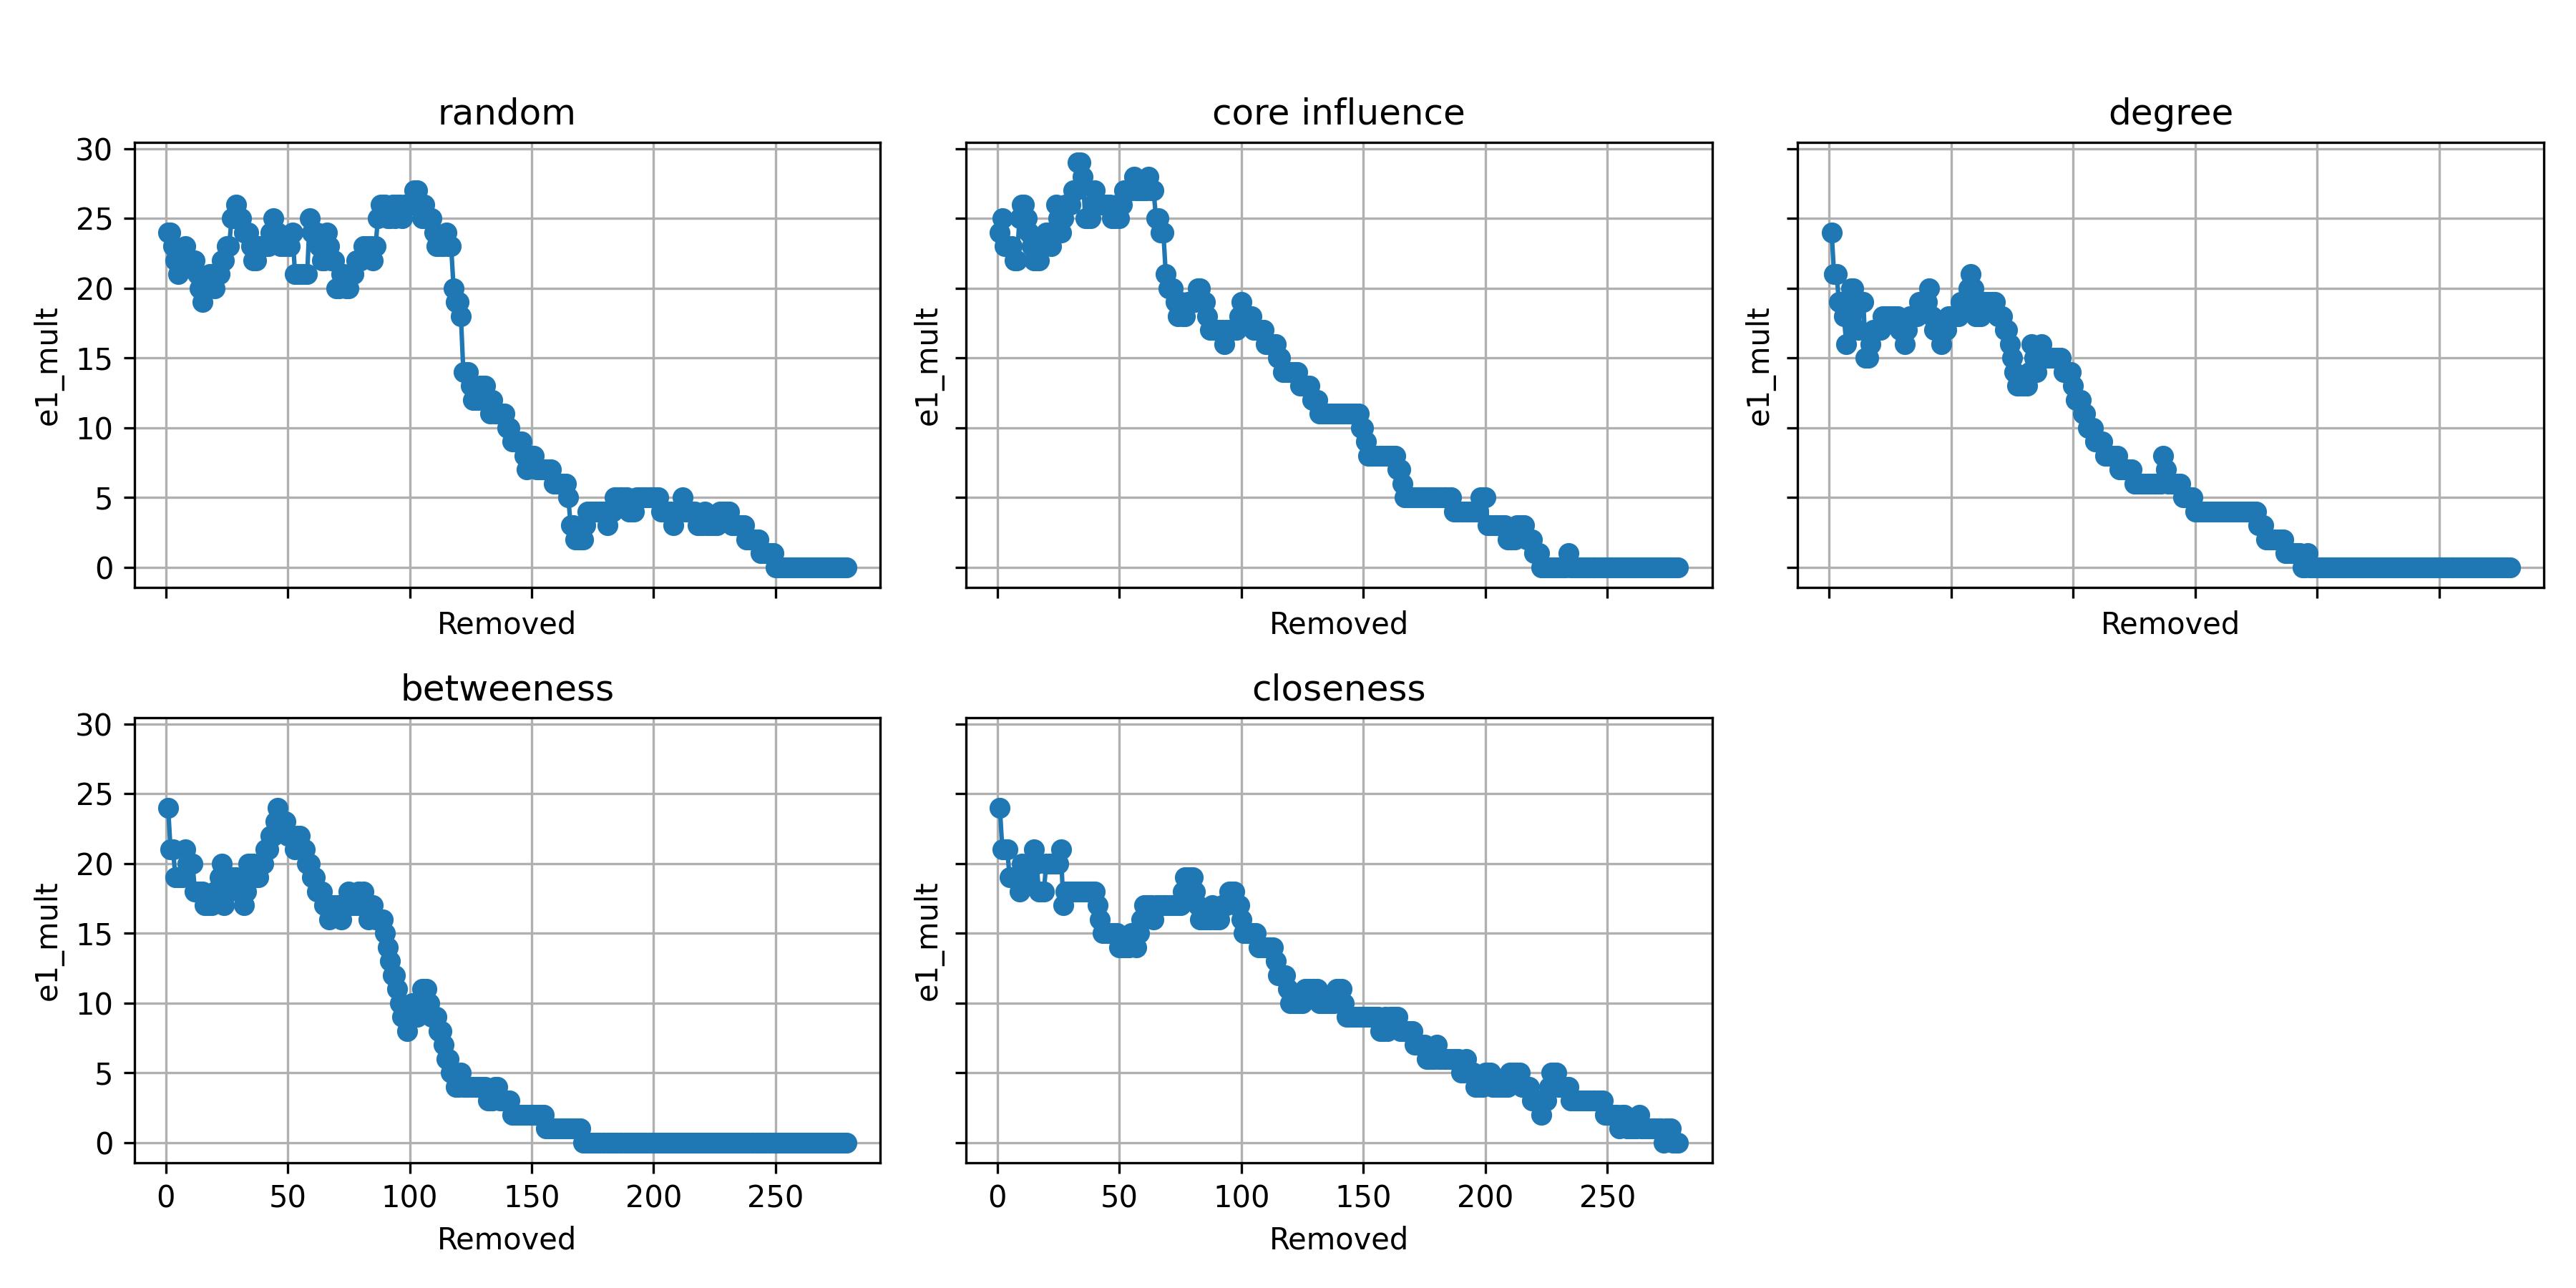 random
30
25
20
15
10
5
0
e1_mult
Removed
core influence
e1_mult
Removed
degree
e1_mult
Removed
betweeness
30
25
20
15
10
5
0
e1_mult
0 50 100 150 200 250
Removed
closeness
e1_mult
0 50 100 150 200 250
Removed